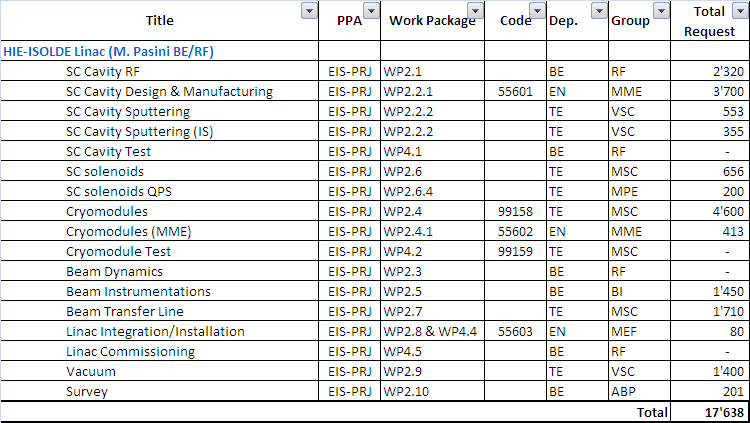 Title PPA Work Package Code Dep. Group Total Request
HIE-ISOLDE Linac (M. Pasini BE/RF)
SC Cavity RF EIS-PRJ WP2.1 BE RF 2'320
SC Cavity Design & Manufacturing EIS-PRJ WP2.2.1 55601 EN MME 3'700
SC Cavity Sputtering EIS-PRJ WP2.2.2 TE VSC 553
SC Cavity Sputtering (IS) EIS-PRJ WP2.2.2 TE VSC 355
SC Cavity Test EIS-PRJ WP4.1 BE RF -
SC solenoids EIS-PRJ WP2.6 TE MSC 656
SC solenoids QPS EIS-PRJ WP2.6.4 TE MPE 200
Cryomodules EIS-PRJ WP2.4 99158 TE MSC 4'600
Cryomodules (MME) EIS-PRJ WP2.4.1 55602 EN MME 413
Cryomodule Test EIS-PRJ WP4.2 99159 TE MSC -
Beam Dynamics EIS-PRJ WP2.3 BE RF -
Beam Instrumentations EIS-PRJ WP2.5 BE BI 1'450
Beam Transfer Line EIS-PRJ WP2.7 TE MSC 1'710
Linac Integration/Installation EIS-PRJ WP2.8 & WP4.4 55603 EN MEF 80
Linac Commissioning EIS-PRJ WP4.5 BE RF -
Vacuum EIS-PRJ WP2.9 TE VSC 1'400
Survey EIS-PRJ WP2.10 BE ABP 201
Total 17'638